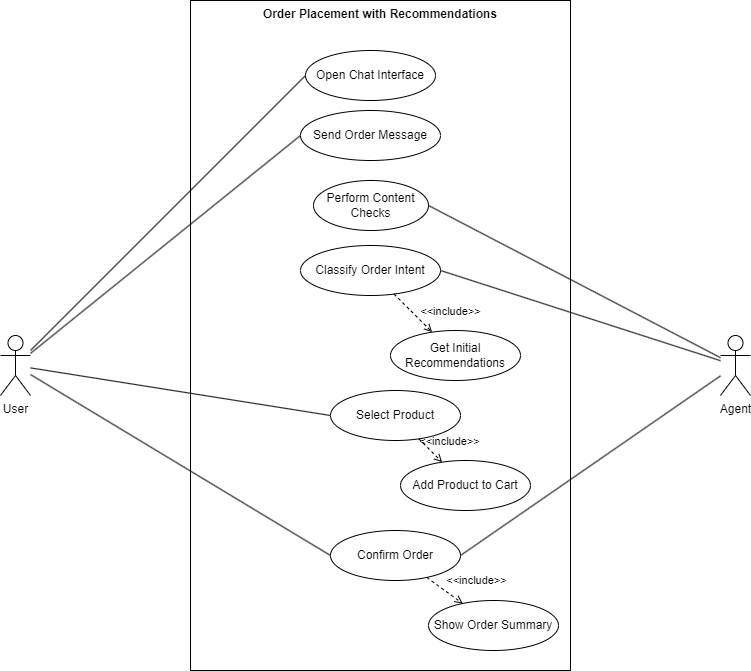 Order Placement with Recommendations
Open Chat Interface
Send Order Message
Perform Content
Checks
Classify Order Intent
<<include>>
Get Initial
Recommendations
User
Agent
Select Product
<<include>>
Add Product to Cart
Confirm Order
<<include>>
Show Order Summary